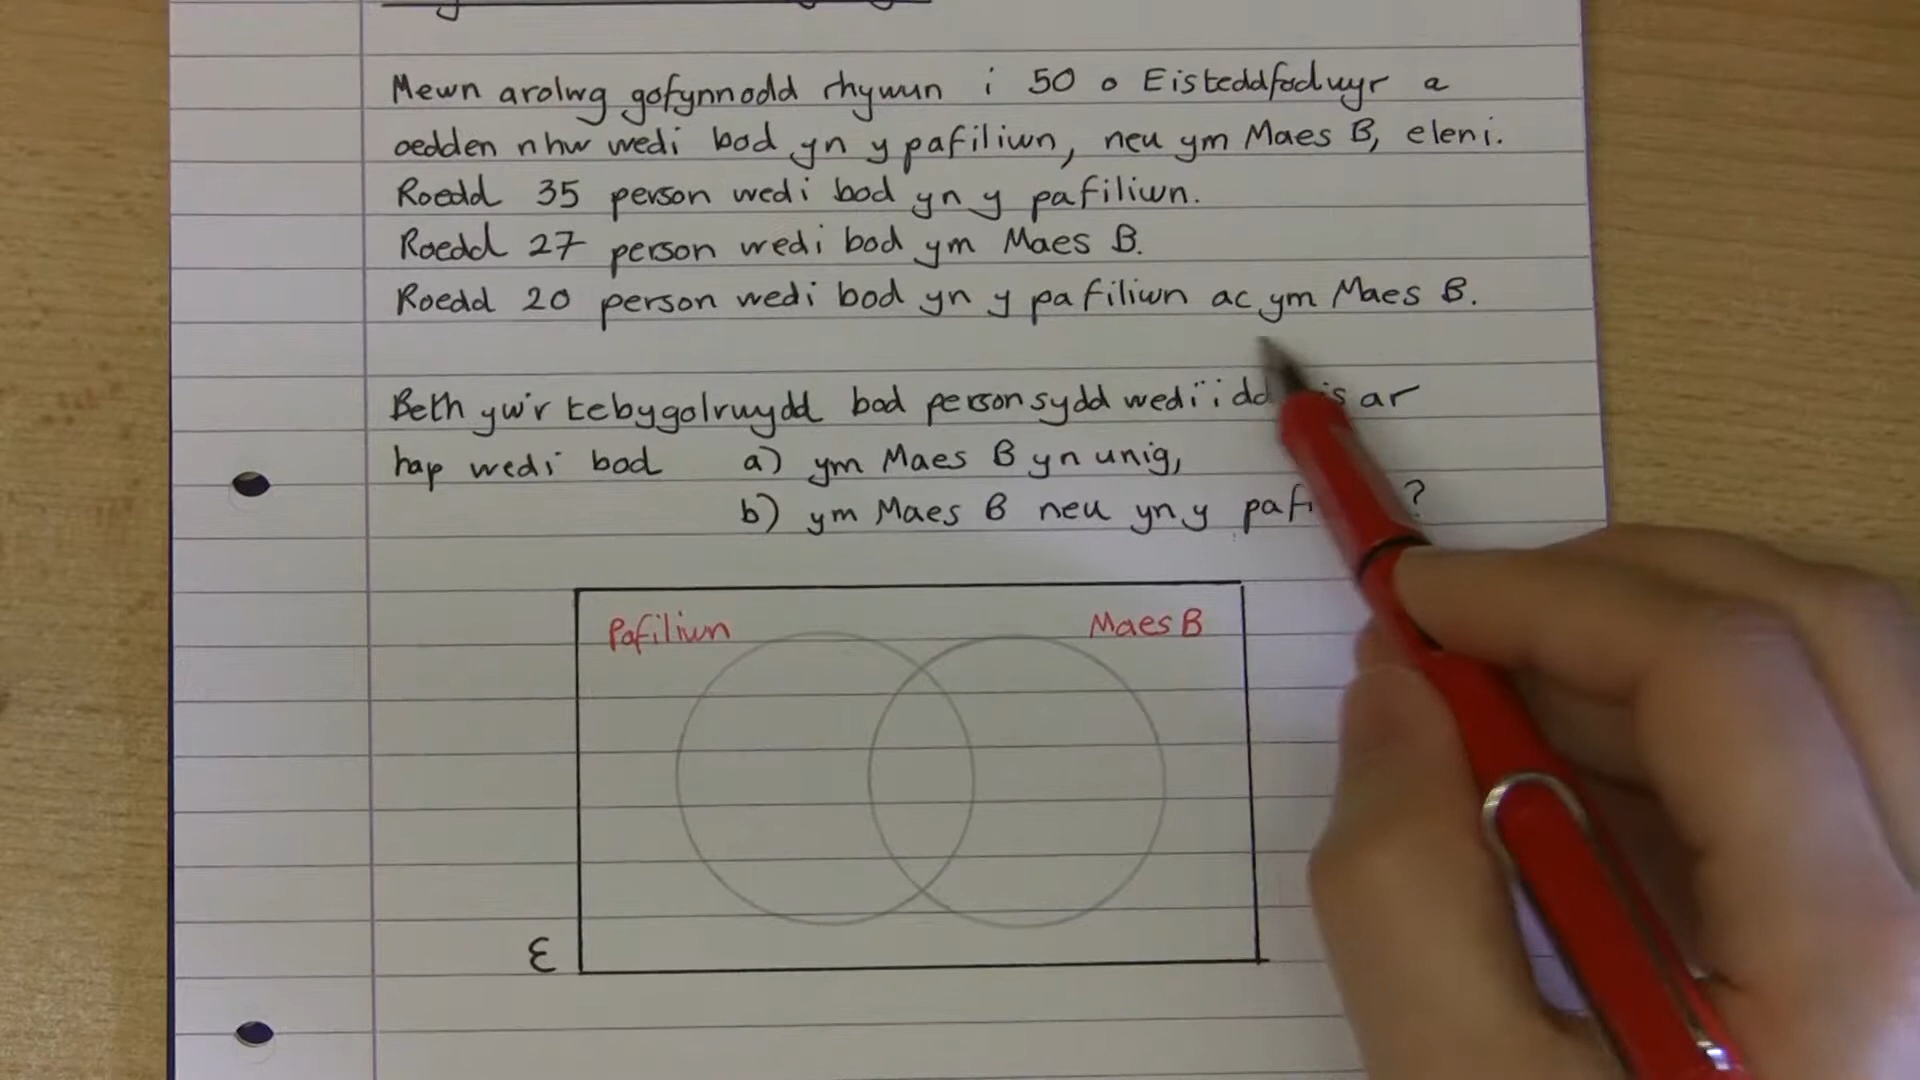 Mewn arolwg gofynnodd rhywun i 50 o Eisteddfodwyr a
oedden nhw wedi bod yn y pafiliwn, neu ym Maes B, eleni.
Roedd 35 person wedi bod yn y pafiliwn.
Roedd 27 person wedi bod ym Maes B.
Roedd 20 person wedi bod yn y pafiliwn ac ym Maes B.
Beth yw'r tebygolrwydd bod person sydd wedi'i ar
hap wedi bod a) ym Maes B yn unig,
b) ym Maes B neu yn y ?
Pafiliwn Maes B
ε